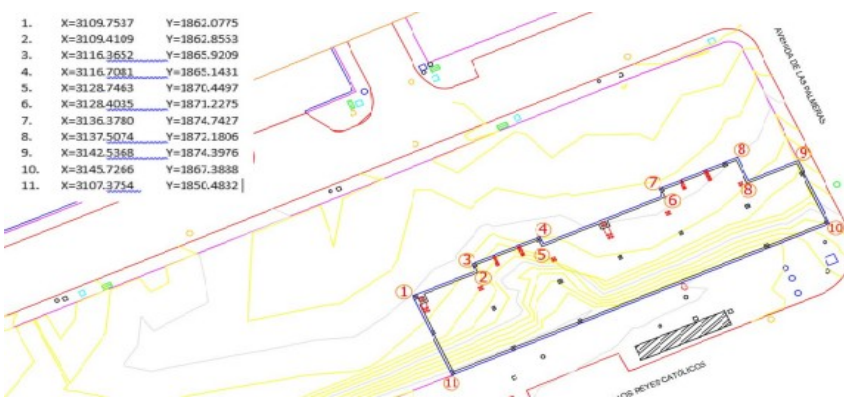 1. X=3109.7537 Y=1862.0775
2. X=3109.4109 Y=1862.8553
3. X=3116.3652 Y=1865.9209
4. X=3116.7081 Y=1865.1431
5. X=3128.7463 Y=1870.4497
6. X=3128.4035 Y=1871.2275
7. X=3136.3780 Y=1874.7427
8. X=3137.5074 Y=1872.1806
9. X=3142.5368 Y=1874.3976
10. X=3145.7266 Y=1867.3888
11. X=3107.3754 Y=1850.4832
AVENIDA DE LAS PALMERAS
8
9
7
8
6
10
4
3
5
2
1
11
LOS REYES CATÓLICOS